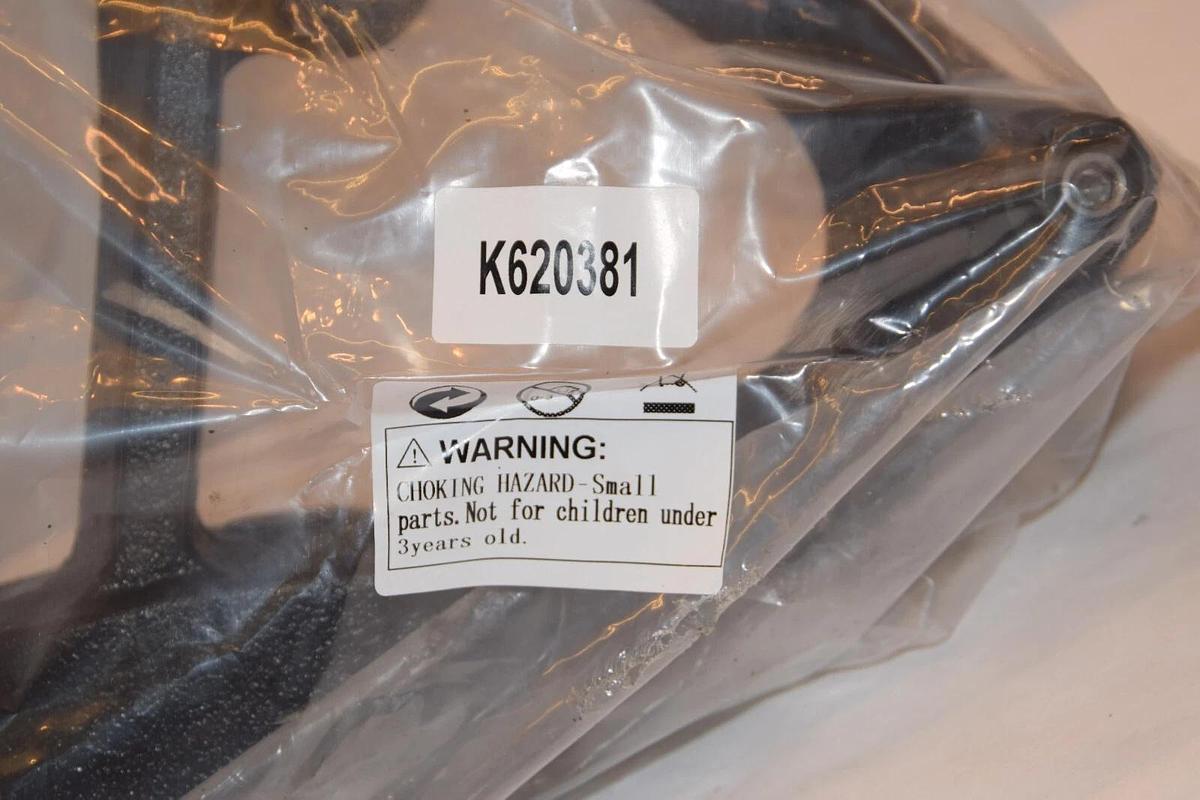 K620381
WARNING:
CHOKING HAZARD-Small
parts. Not for children under
3years old.